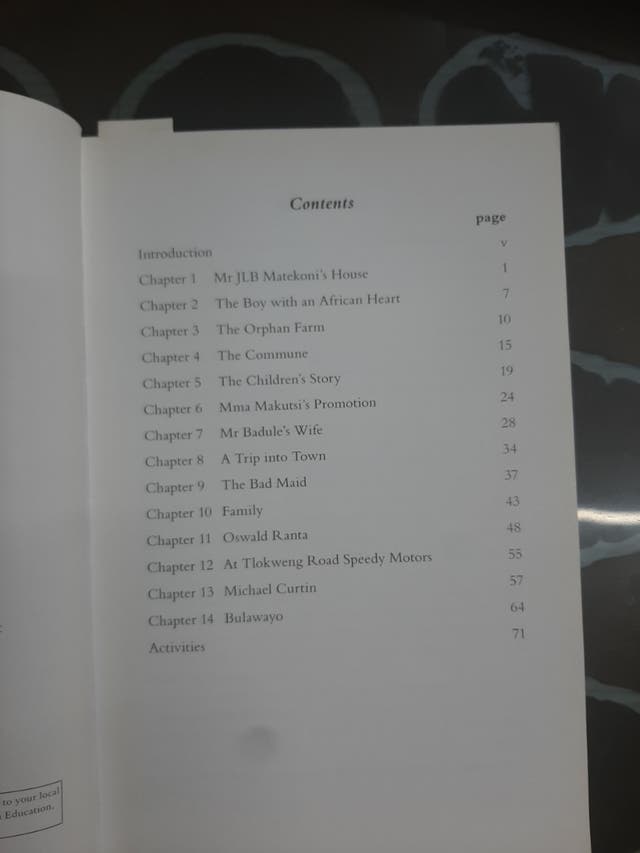 Contents
page
Introduction v
Chapter 1 Mr JLB Matekoni's House 1
Chapter 2 The Boy with an African Heart 7
Chapter 3 The Orphan Farm 10
Chapter 4 The Commune 15
Chapter 5 The Children's Story 19
Chapter 6 Mma Makutsi's Promotion 24
Chapter 7 Mr Badule's Wife 28
Chapter 8 A Trip into Town 34
Chapter 9 The Bad Maid 37
Chapter 10 Family 43
Chapter 11 Oswald Ranta 48
Chapter 12 At Tlokweng Road Speedy Motors 55
Chapter 13 Michael Curtin 57
Chapter 14 Bulawayo 64
Activities 71
to your local
Education,